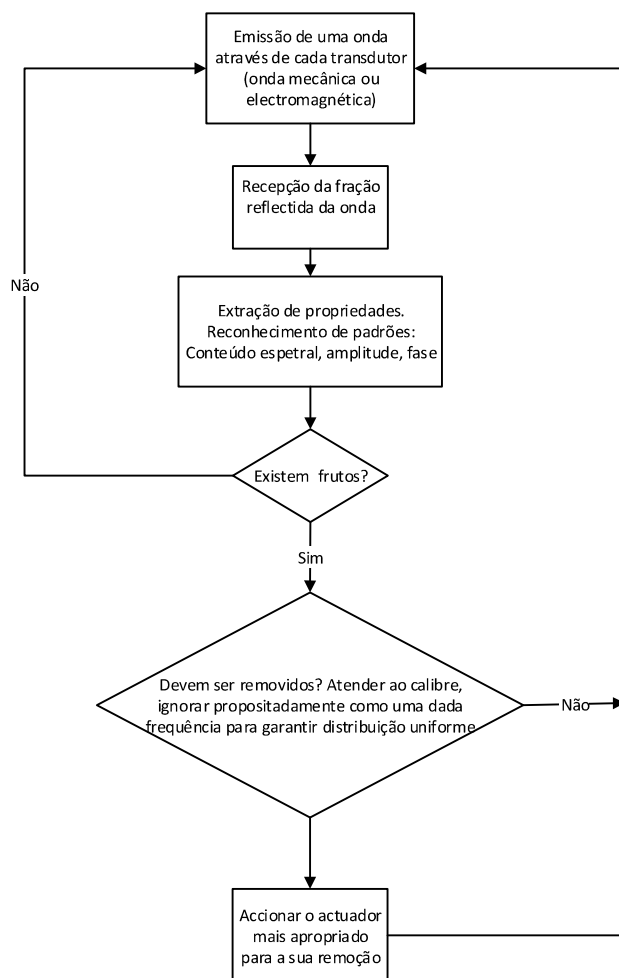 Emissão de uma onda
através de cada transdutor
(onda mecânica ou
electromagnética)
Recepção da fração
reflectida da onda
Extração de propriedades.
Reconhecimento de padrões:
Conteúdo espetral, amplitude, fase
Não
Existem frutos?
Sim
Devem ser removidos? Atender ao calibre,
ignorar propositadamente como uma dada
frequência para garantir distribuição uniforme
Não
Accionar o actuador
mais apropriado
para a sua remoção